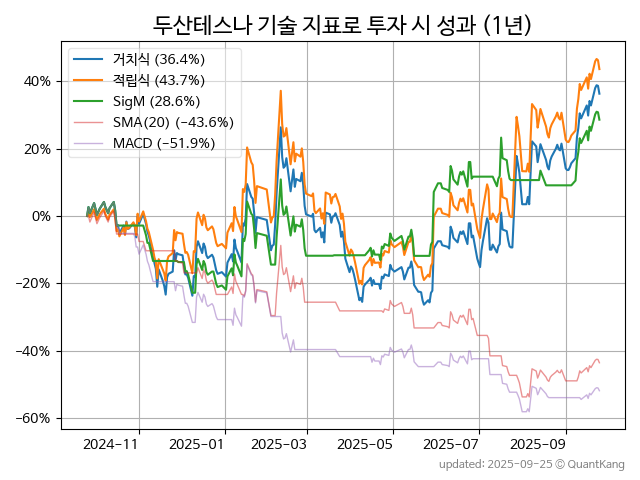 두산테스나 기술 지표로 투자 시 성과 (1년)
거치식 (36.4%)
적립식 (43.7%)
SigM (28.6%)
SMA(20) (−43.6%)
MACD (−51.9%)
40%
20%
0%
−20%
−40%
−60%
2024-11
2025-01
2025-03
2025-05
2025-07
2025-09
updated: 2025-09-25 © QuantKang